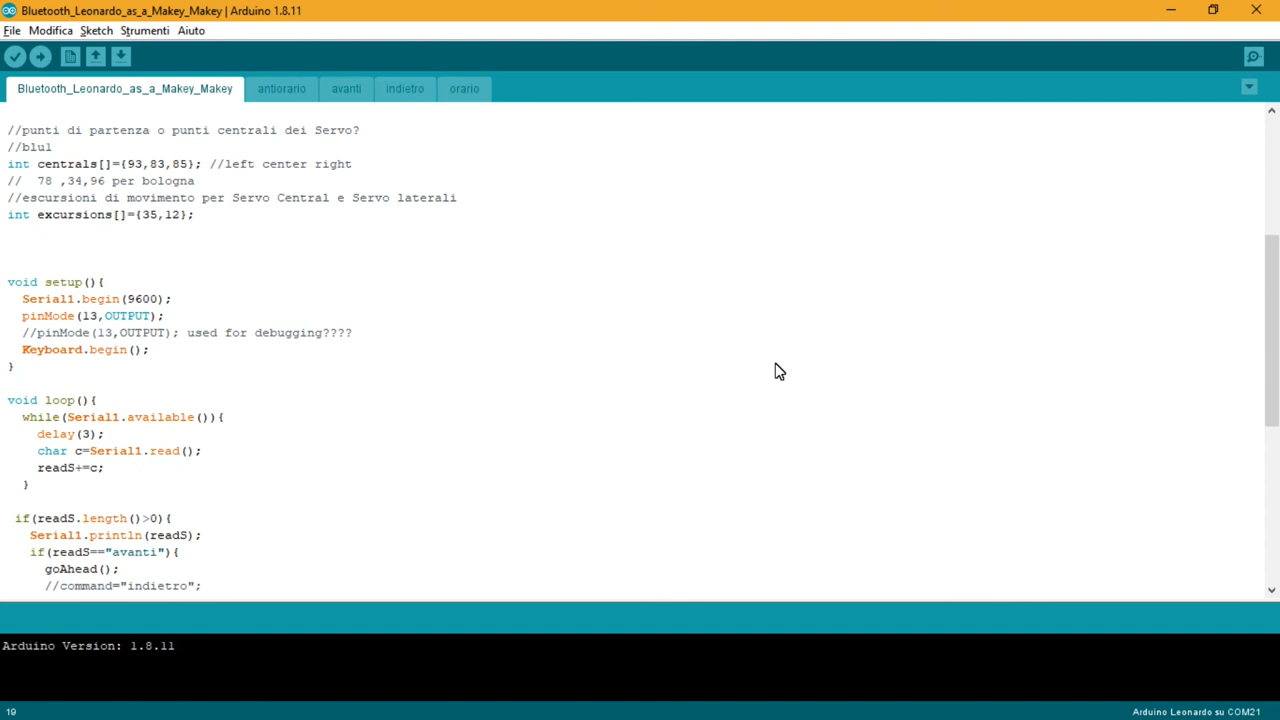 Bluetooth_Leonardo_as_a_Makey_Makey | Arduino 1.8.11
File Modifica Sketch Strumenti Aiuto
Bluetooth_Leonardo_as_a_Makey_Makey antiorario avanti indietro orario
//punti di partenza o punti centrali dei Servo?
//blu1
int centrals[]={93,83,85}; //left center right
//  78 ,34,96 per bologna
//escursioni di movimento per Servo Central e Servo laterali
int excursions[]={35,12};
void setup(){
  Serial1.begin(9600);
  pinMode(13,OUTPUT);
  //pinMode(13,OUTPUT); used for debugging????
  Keyboard.begin();
}
void loop(){
  while(Serial1.available()){
    delay(3);
    char c=Serial1.read();
    readS+=c;
  }
 if(readS.length()>0){
   Serial1.println(readS);
   if(readS=="avanti"){
     goAhead();
     //command="indietro";
Arduino Version: 1.8.11
19 Arduino Leonardo su COM21